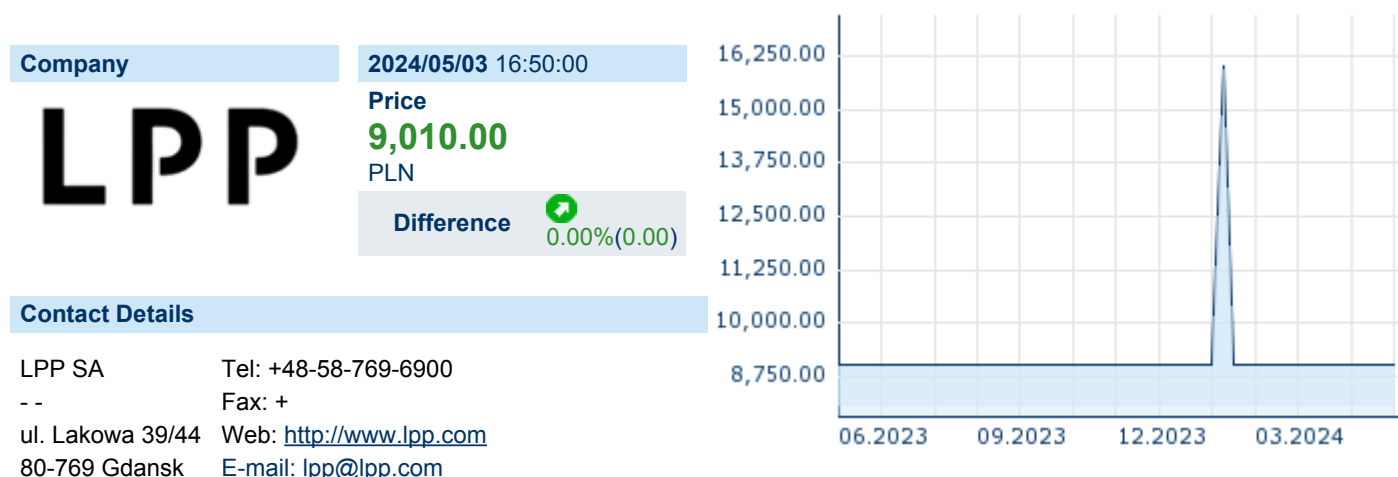 Company
2024/05/03 16:50:00
LPP
Price
9,010.00
PLN
Difference
0.00%(0.00)
16,250.00
15,000.00
13,750.00
12,500.00
11,250.00
10,000.00
8,750.00
06.2023 09.2023 12.2023 03.2024
Contact Details
LPP SA Tel: +48-58-769-6900
- - Fax: +
ul. Lakowa 39/44 Web: http://www.lpp.com
80-769 Gdansk E-mail: lpp@lpp.com